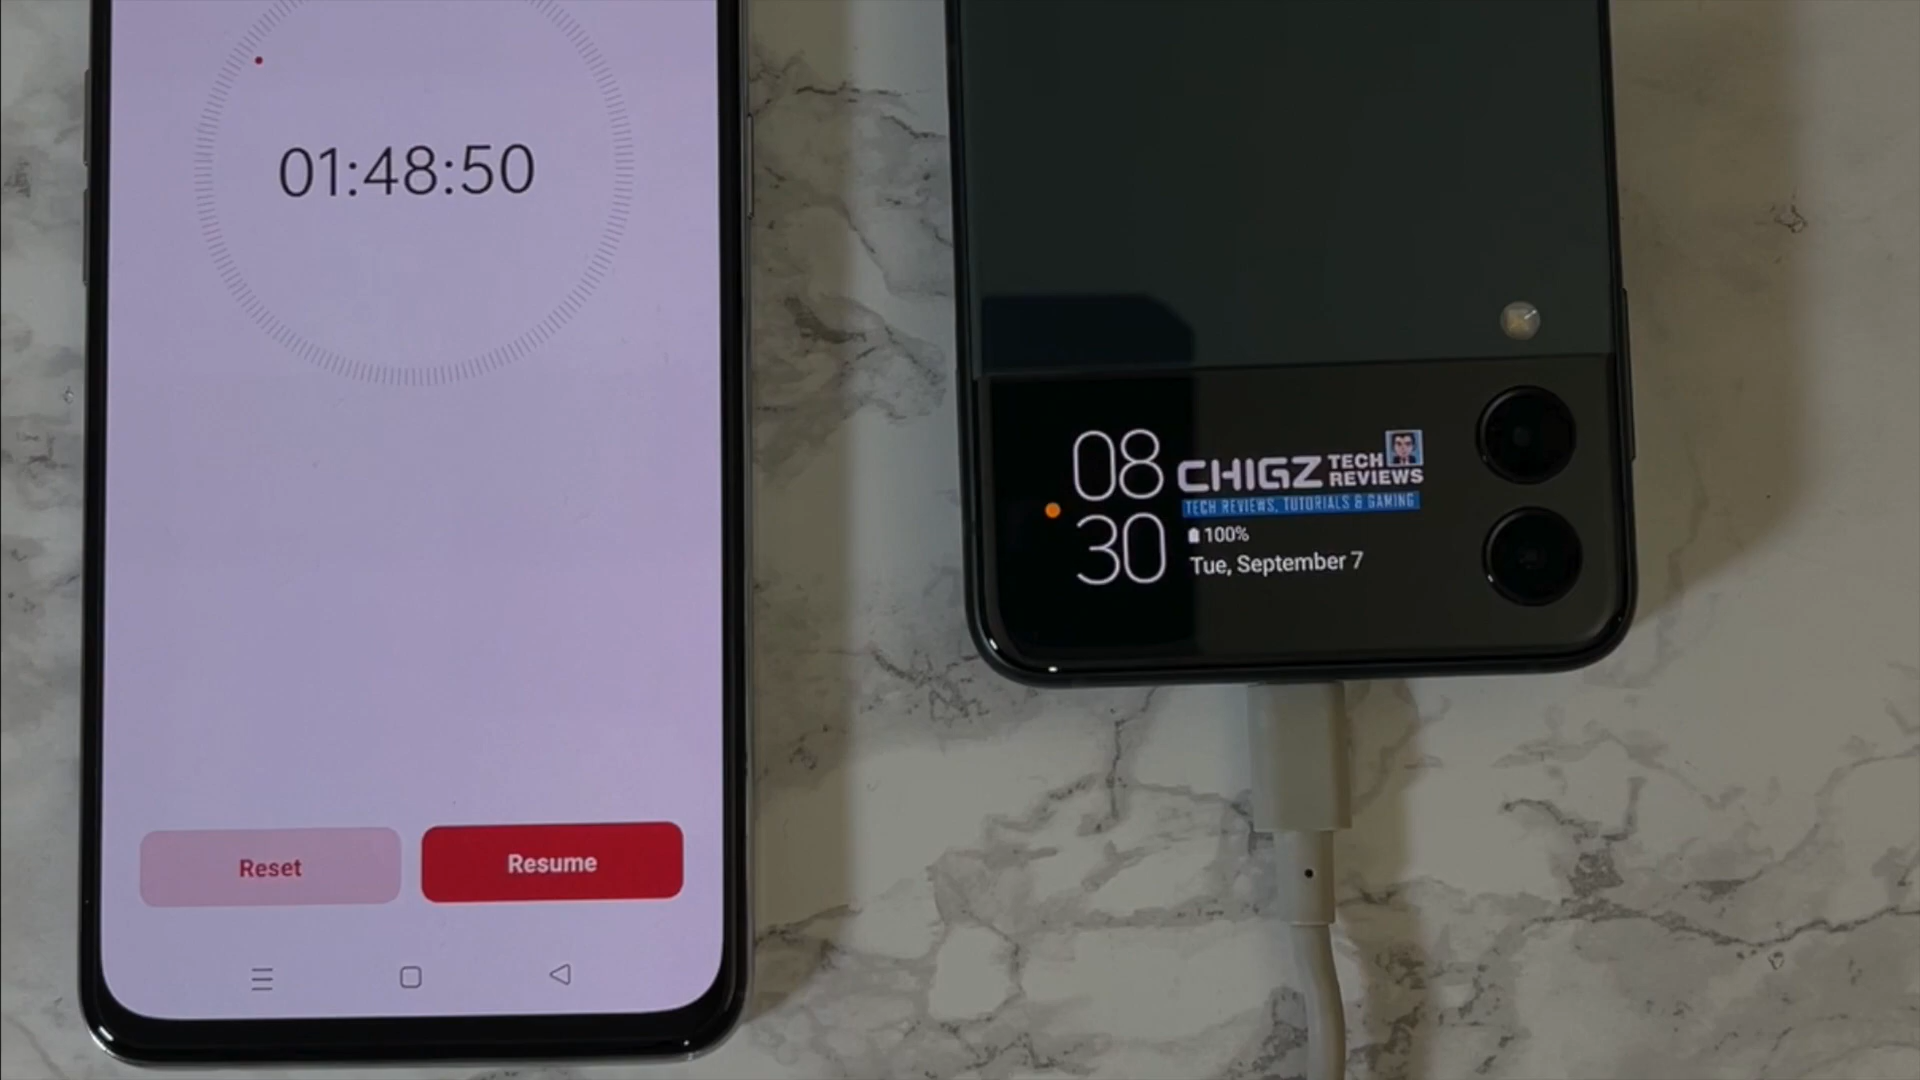 01:48:50
Reset
Resume
08
30
CHIGZ TECH REVIEWS
TECH REVIEWS, TUTORIALS & GAMING
100%
Tue, September 7